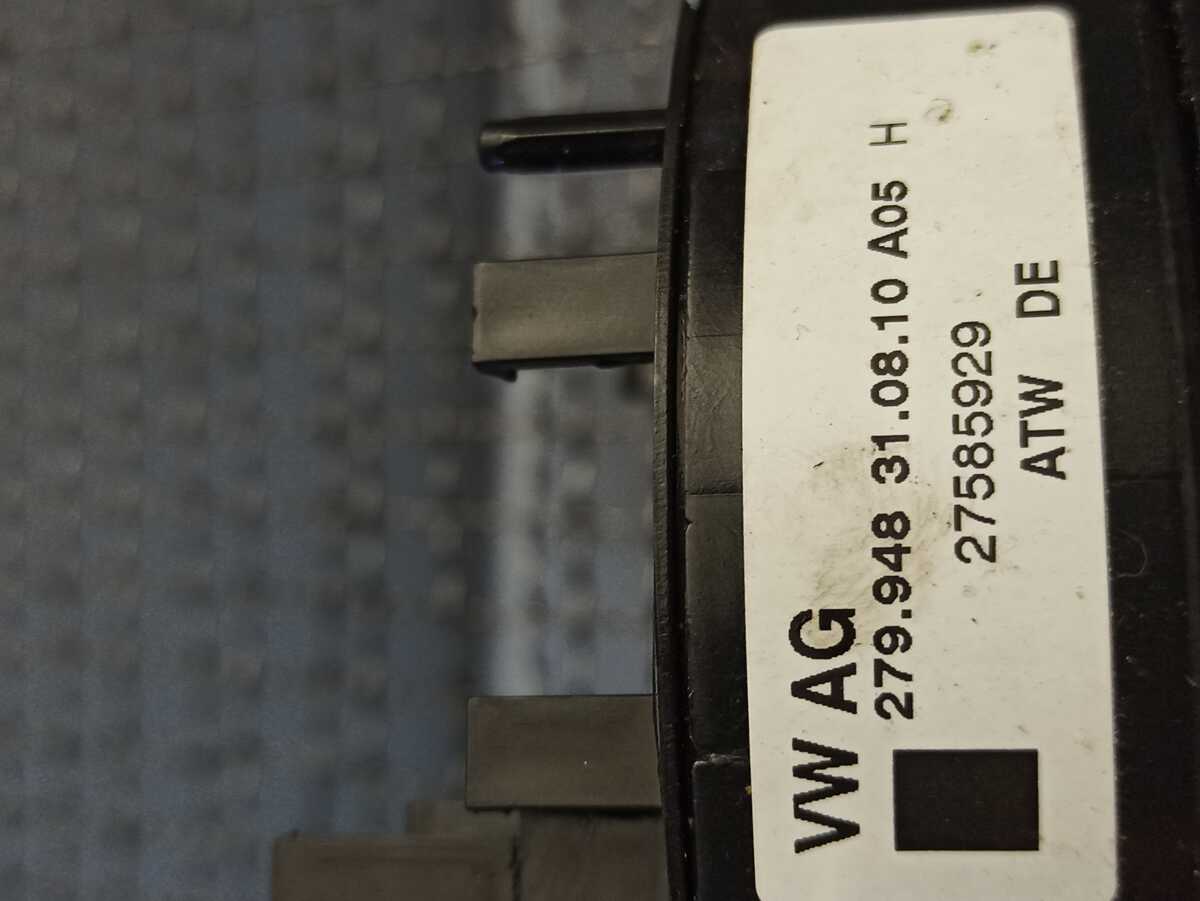 VW AG
279.948 31.08.10 A05 H
27585929
ATW DE